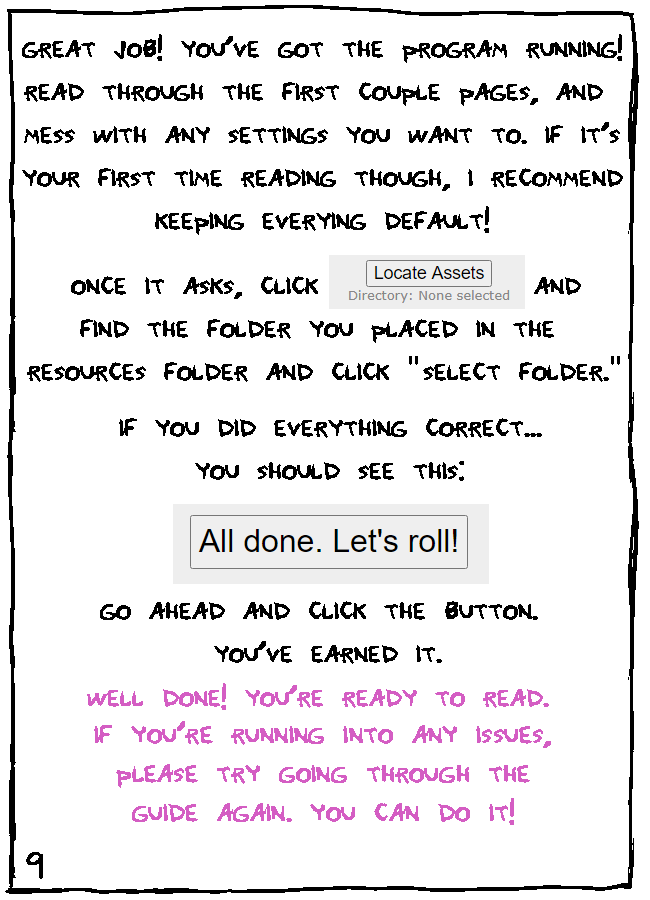 GREAT JOB! YOU'VE GOT THE PROGRAM RUNNING!
READ THROUGH THE FIRST COUPLE PAGES, AND
MESS WITH ANY SETTINGS YOU WANT TO. IF IT'S
YOUR FIRST TIME READING THOUGH, I RECOMMEND
KEEPING EVERYING DEFAULT!
ONCE IT ASKS, CLICK Locate Assets AND
Directory: None selected
FIND THE FOLDER YOU PLACED IN THE
RESOURCES FOLDER AND CLICK "SELECT FOLDER."
IF YOU DID EVERYTHING CORRECT...
YOU SHOULD SEE THIS:
All done. Let's roll!
GO AHEAD AND CLICK THE BUTTON.
YOU'VE EARNED IT.
WELL DONE! YOU'RE READY TO READ.
IF YOU'RE RUNNING INTO ANY ISSUES,
PLEASE TRY GOING THROUGH THE
GUIDE AGAIN. YOU CAN DO IT!
9